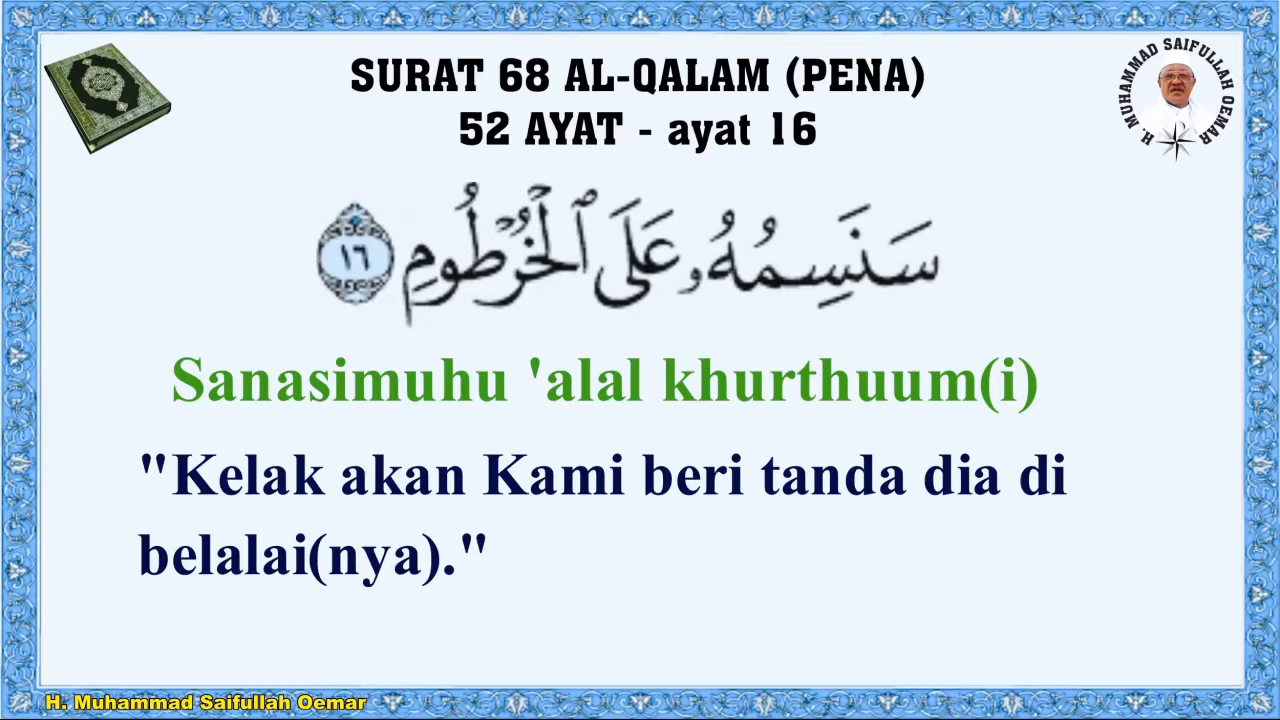 SURAT 68 AL-QALAM (PENA)
52 AYAT - ayat 16
H. MUHAMMAD SAIFULLAH OEMAR
سَنَسِمُهُۥ عَلَى ٱلْخُرْطُومِ ١٦
Sanasimuhu 'alal khurthuum(i)
"Kelak akan Kami beri tanda dia di
belalai(nya)."
H. Muhammad Saifullah Oemar